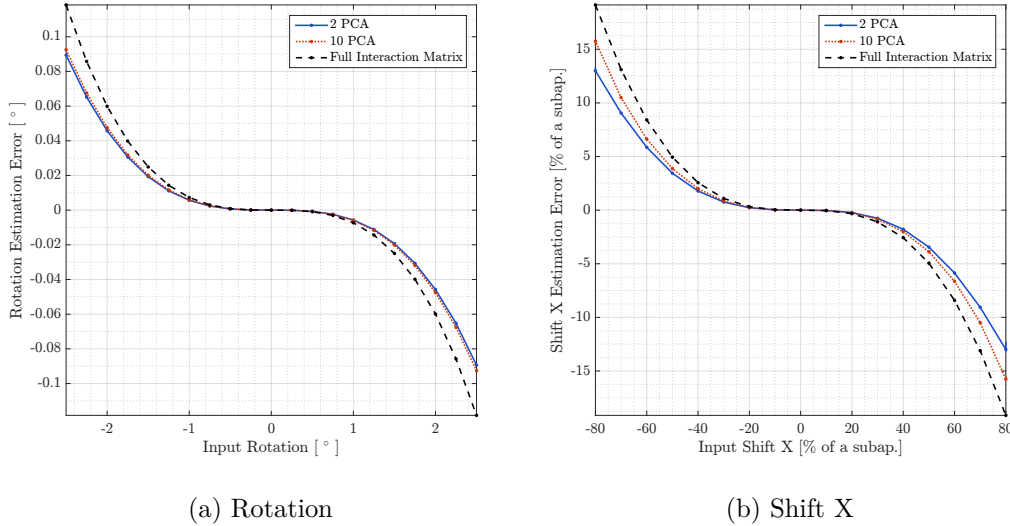 2 PCA
10 PCA
Full Interaction Matrix
0.1
0.08
0.06
0.04
0.02
0
-0.02
-0.04
-0.06
-0.08
-0.1
Rotation Estimation Error [ ° ]
-2
-1
0
1
2
Input Rotation [ ° ]
(a) Rotation
2 PCA
10 PCA
Full Interaction Matrix
15
10
5
0
-5
-10
-15
Shift X Estimation Error [% of a subap.]
-80
-60
-40
-20
0
20
40
60
80
Input Shift X [% of a subap.]
(b) Shift X